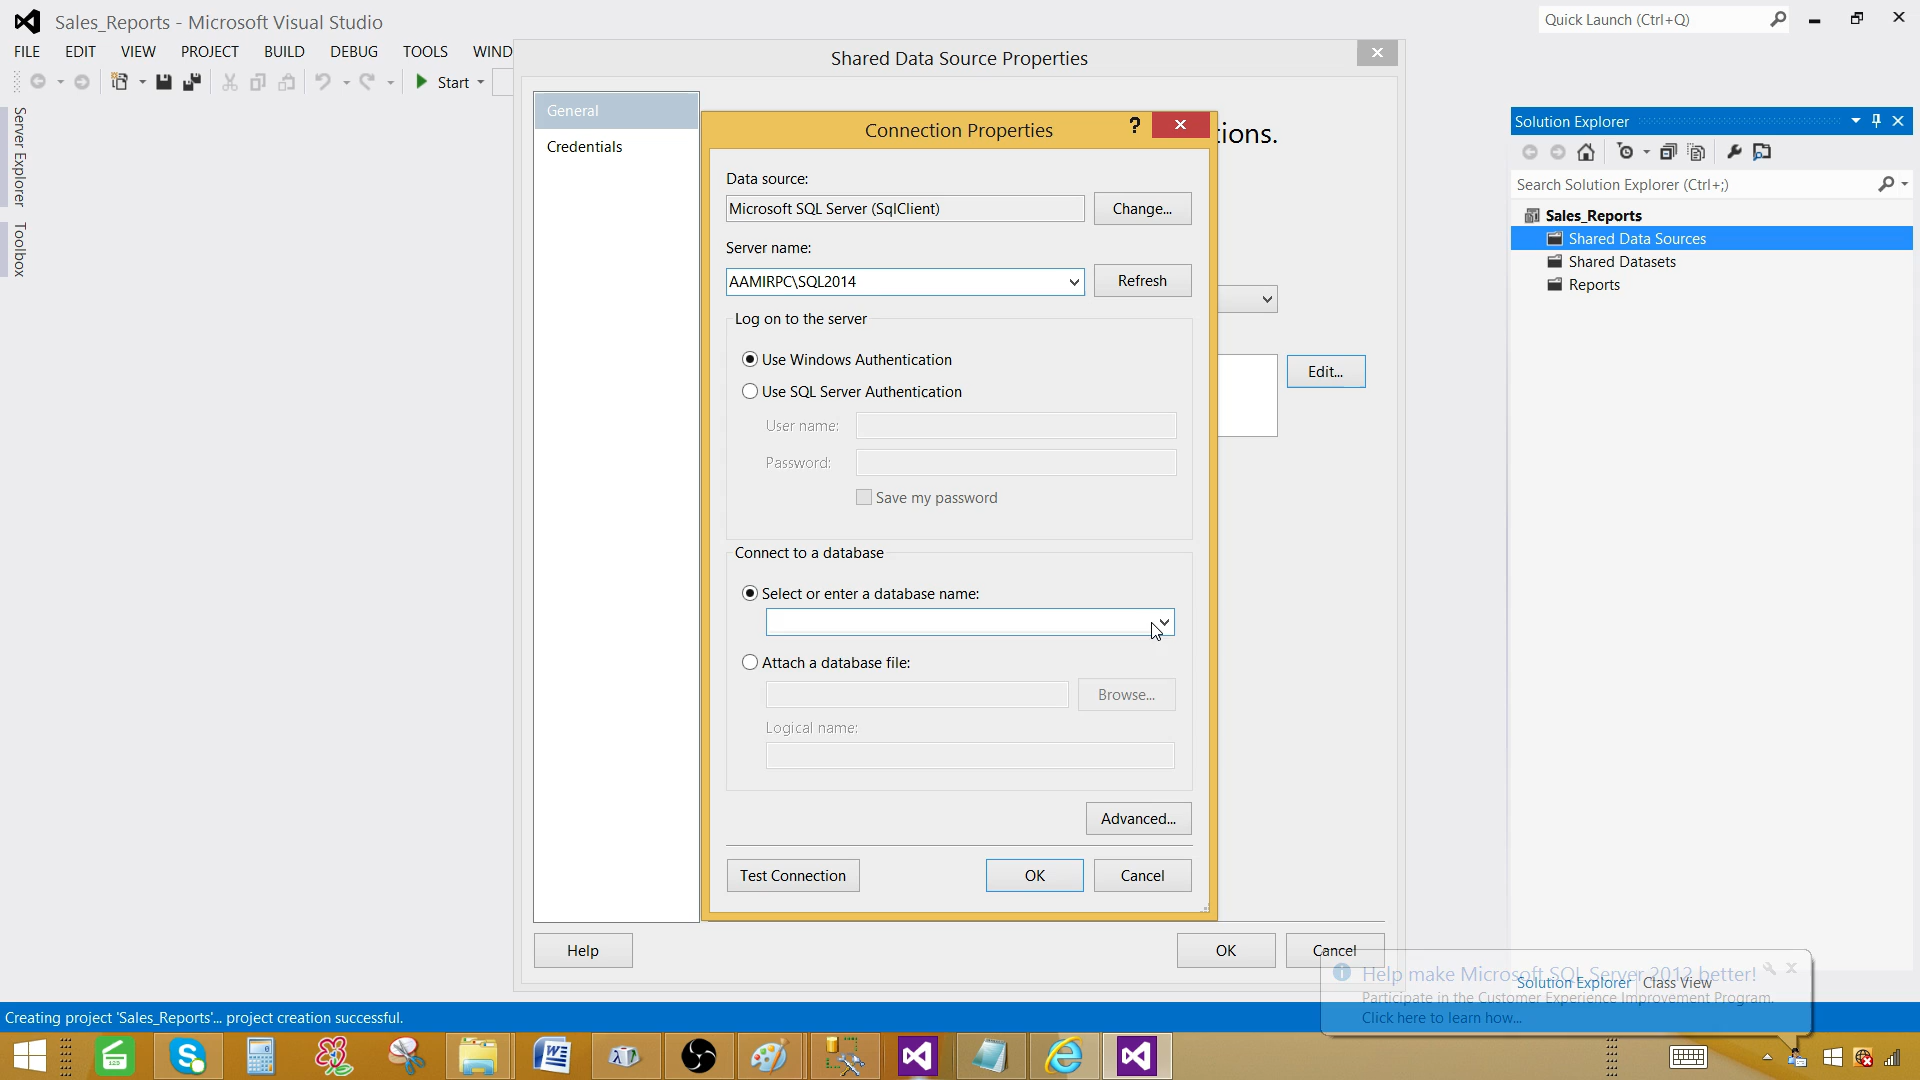 Sales_Reports - Microsoft Visual Studio
Quick Launch (Ctrl+Q)
FILE EDIT VIEW PROJECT BUILD DEBUG TOOLS WIND
Start
Server Explorer
Toolbox
Shared Data Source Properties
General
Credentials
ions.
Edit...
Connection Properties
?
Data source:
Microsoft SQL Server (SqlClient)
Change...
Server name:
AAMIRPC\SQL2014
Refresh
Log on to the server
Use Windows Authentication
Use SQL Server Authentication
User name:
Password:
Save my password
Connect to a database
Select or enter a database name:
Attach a database file:
Browse...
Logical name:
Advanced...
Test Connection
OK
Cancel
Help
OK
Cancel
Solution Explorer
Search Solution Explorer (Ctrl+;)
Sales_Reports
Shared Data Sources
Shared Datasets
Reports
Help make Microsoft SQL Server 2012 better!
Solution Explorer
Class View
Participate in the Customer Experience Improvement Program.
Click here to learn how...
Creating project 'Sales_Reports'... project creation successful.